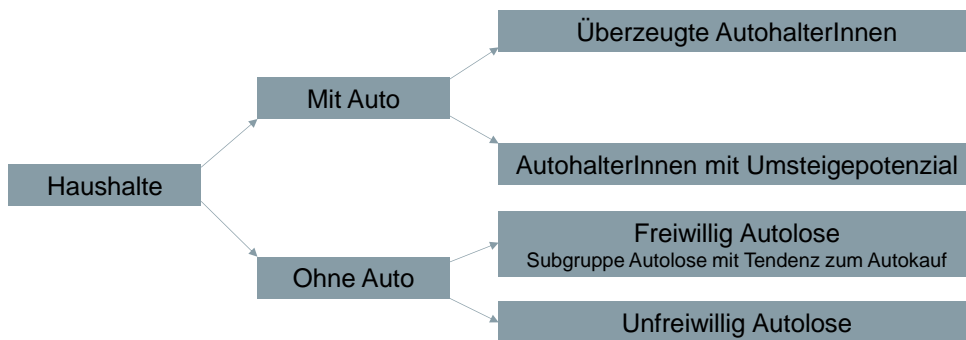 Überzeugte AutohalterInnen
Mit Auto
AutohalterInnen mit Umsteigepotenzial
Haushalte
Freiwillig Autolose
Subgruppe Autolose mit Tendenz zum Autokauf
Ohne Auto
Unfreiwillig Autolose